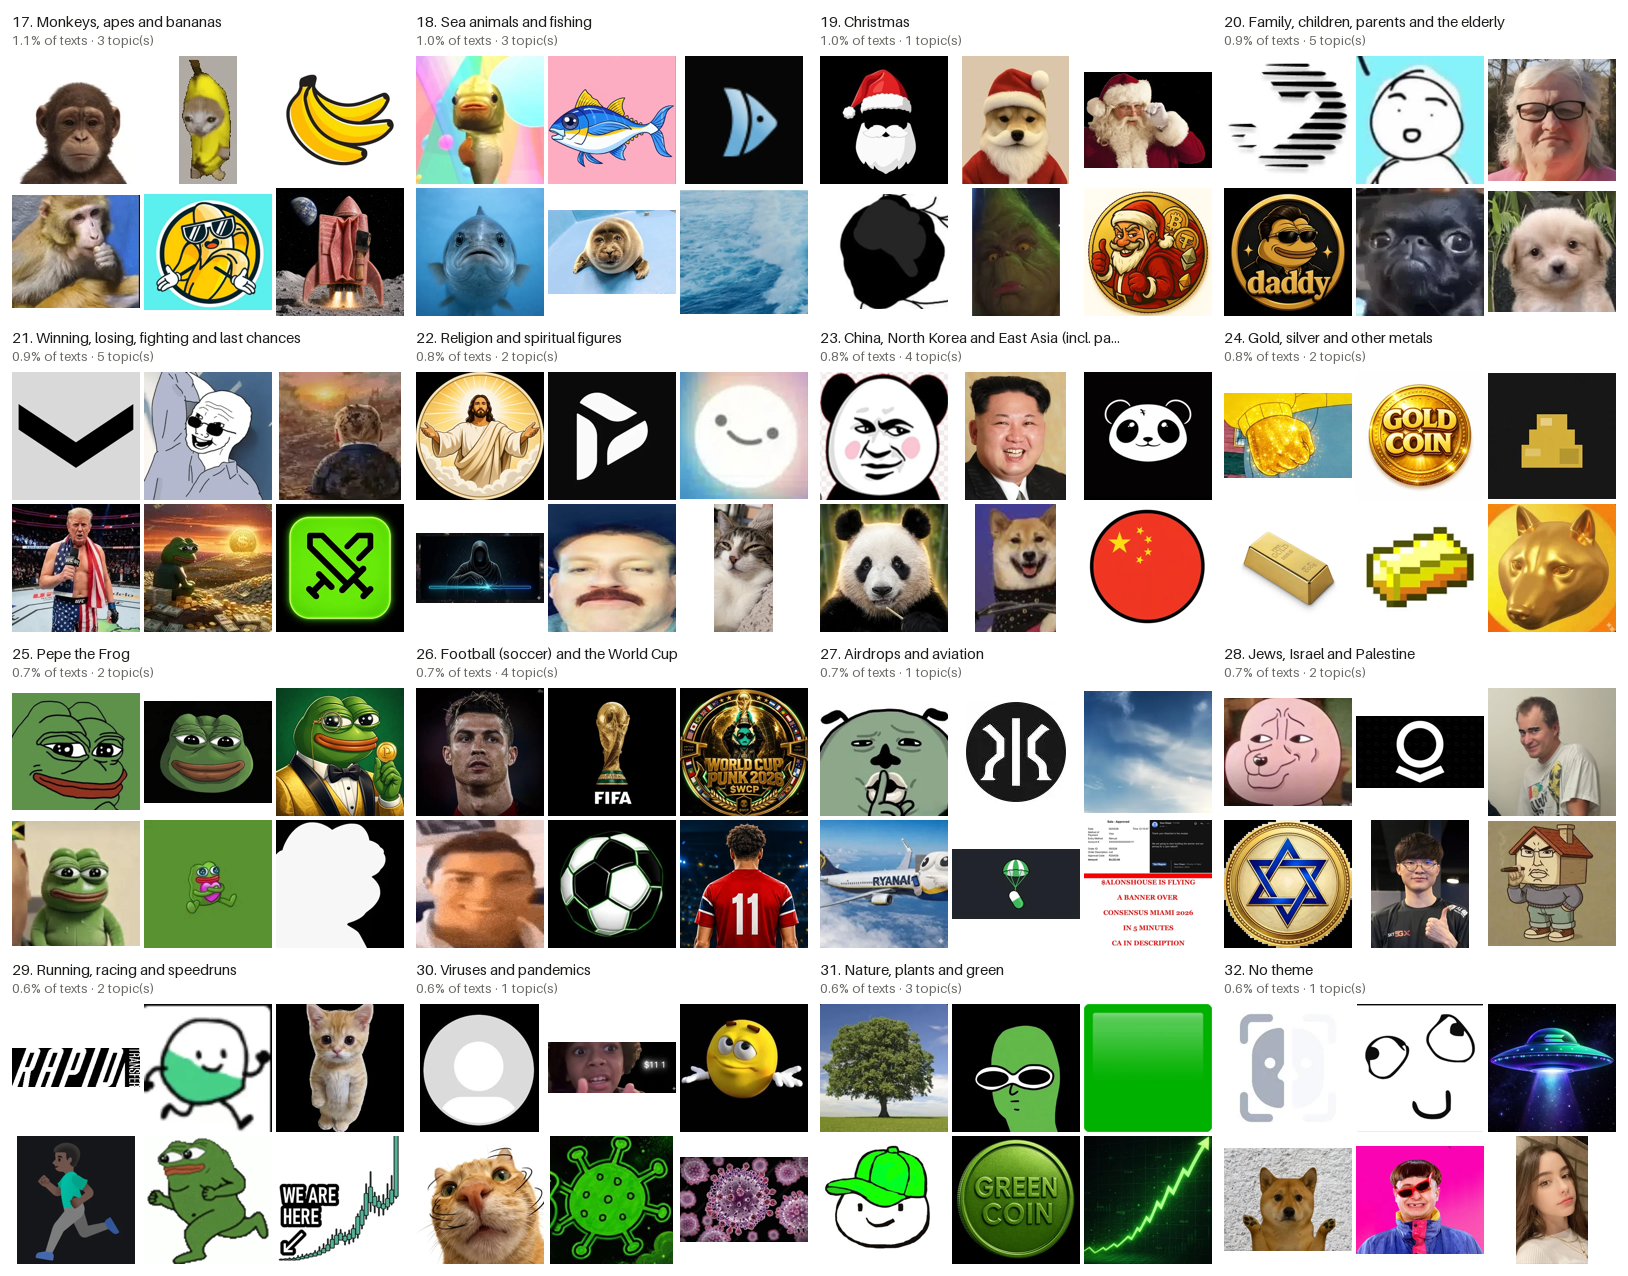 17. Monkeys, apes and bananas
1.1% of texts · 3 topic(s)
18. Sea animals and fishing
1.0% of texts · 3 topic(s)
19. Christmas
1.0% of texts · 1 topic(s)
20. Family, children, parents and the elderly
0.9% of texts · 5 topic(s)
daddy
21. Winning, losing, fighting and last chances
0.9% of texts · 5 topic(s)
22. Religion and spiritual figures
0.8% of texts · 2 topic(s)
23. China, North Korea and East Asia (incl. pa...
0.8% of texts · 4 topic(s)
24. Gold, silver and other metals
0.8% of texts · 2 topic(s)
GOLD
COIN
25. Pepe the Frog
0.7% of texts · 2 topic(s)
26. Football (soccer) and the World Cup
0.7% of texts · 4 topic(s)
FIFA
WORLD CUP
PUNK 2026
$WCP
11
27. Airdrops and aviation
0.7% of texts · 1 topic(s)
RYANAI
$ALONSHOUSE IS FLYING
A BANNER OVER
CONSENSUS MIAMI 2026
IN 5 MINUTES
CA IN DESCRIPTION
28. Jews, Israel and Palestine
0.7% of texts · 2 topic(s)
29. Running, racing and speedruns
0.6% of texts · 2 topic(s)
RAPID
TRANSFER
WE ARE
HERE
30. Viruses and pandemics
0.6% of texts · 1 topic(s)
$11 1
31. Nature, plants and green
0.6% of texts · 3 topic(s)
GREEN
COIN
32. No theme
0.6% of texts · 1 topic(s)